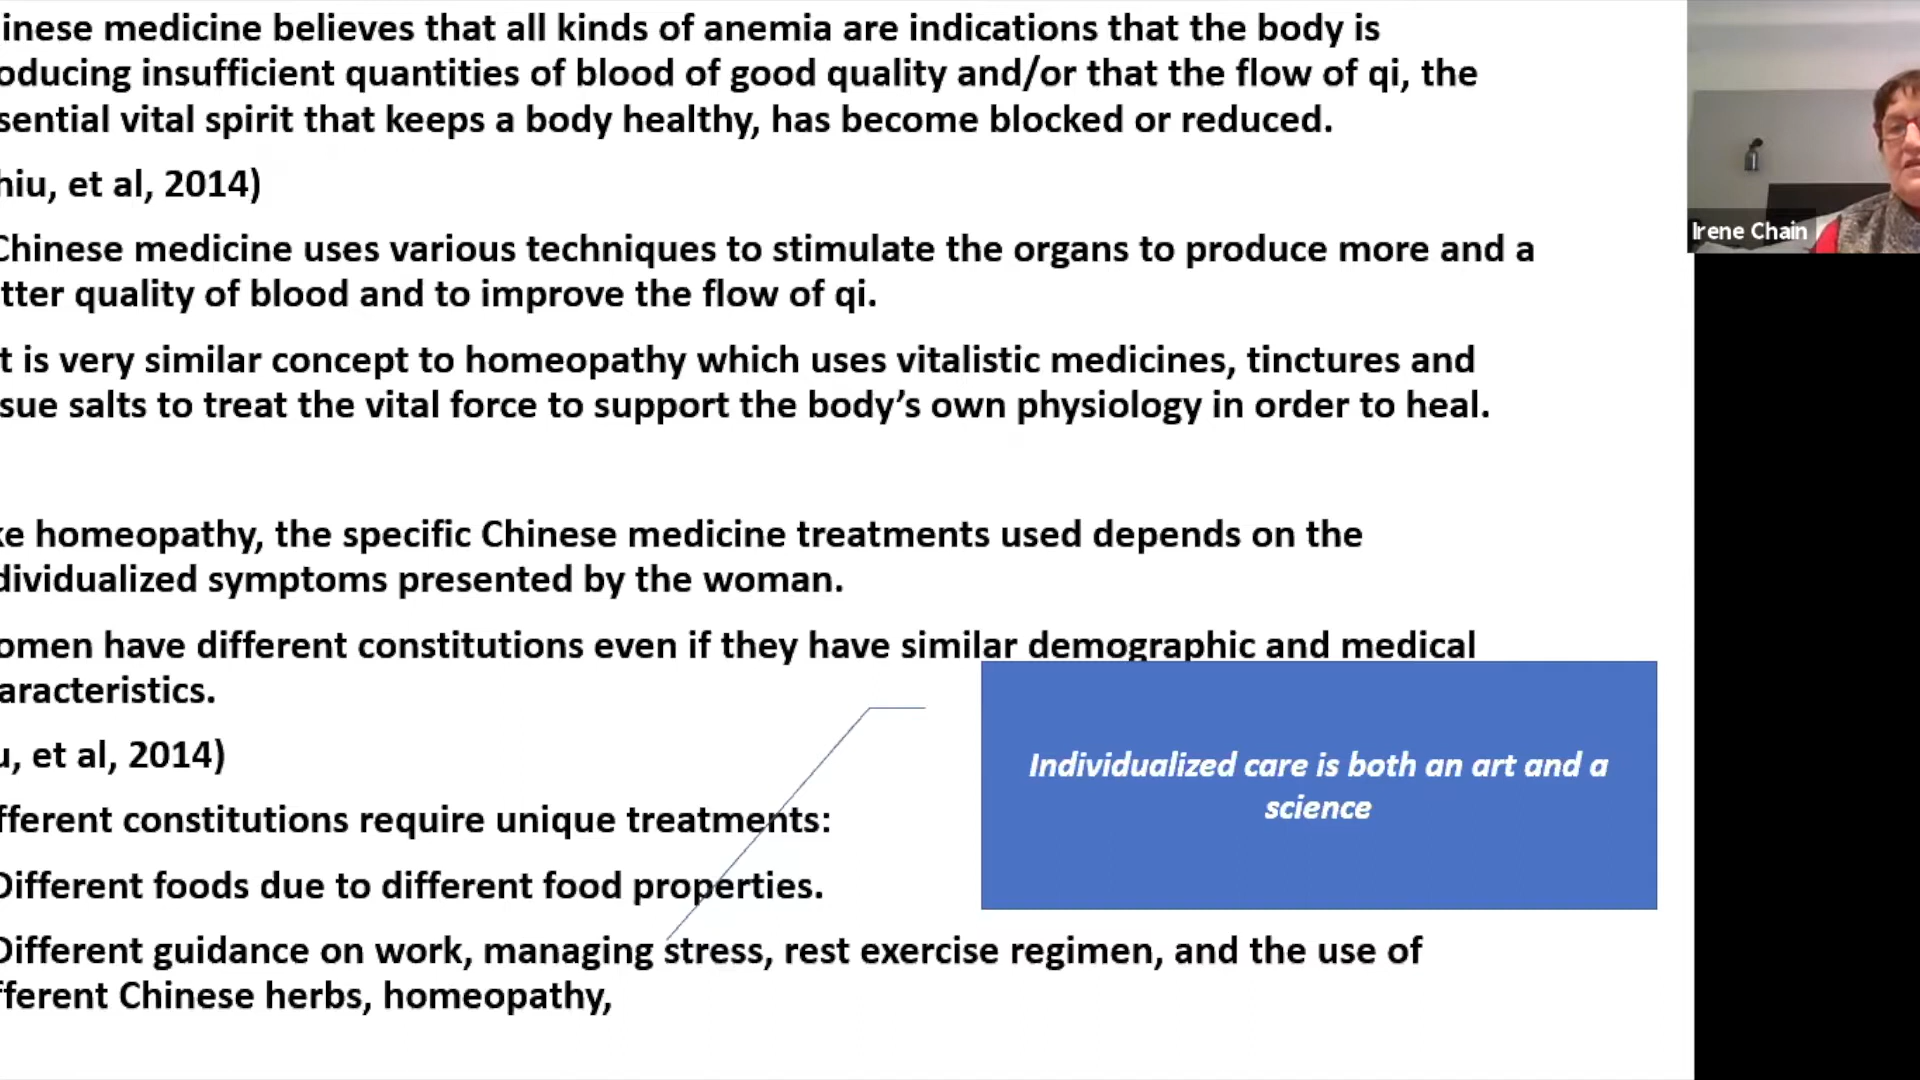 inese medicine believes that all kinds of anemia are indications that the body is
oducing insufficient quantities of blood of good quality and/or that the flow of qi, the
sential vital spirit that keeps a body healthy, has become blocked or reduced.
hiu, et al, 2014)
Chinese medicine uses various techniques to stimulate the organs to produce more and a
tter quality of blood and to improve the flow of qi.
t is very similar concept to homeopathy which uses vitalistic medicines, tinctures and
sue salts to treat the vital force to support the body’s own physiology in order to heal.
ke homeopathy, the specific Chinese medicine treatments used depends on the
dividualized symptoms presented by the woman.
omen have different constitutions even if they have similar demographic and medical
aracteristics.
u, et al, 2014)
fferent constitutions require unique treatments:
Different foods due to different food properties.
Different guidance on work, managing stress, rest exercise regimen, and the use of
fferent Chinese herbs, homeopathy,
Individualized care is both an art and a
science
Irene Chain